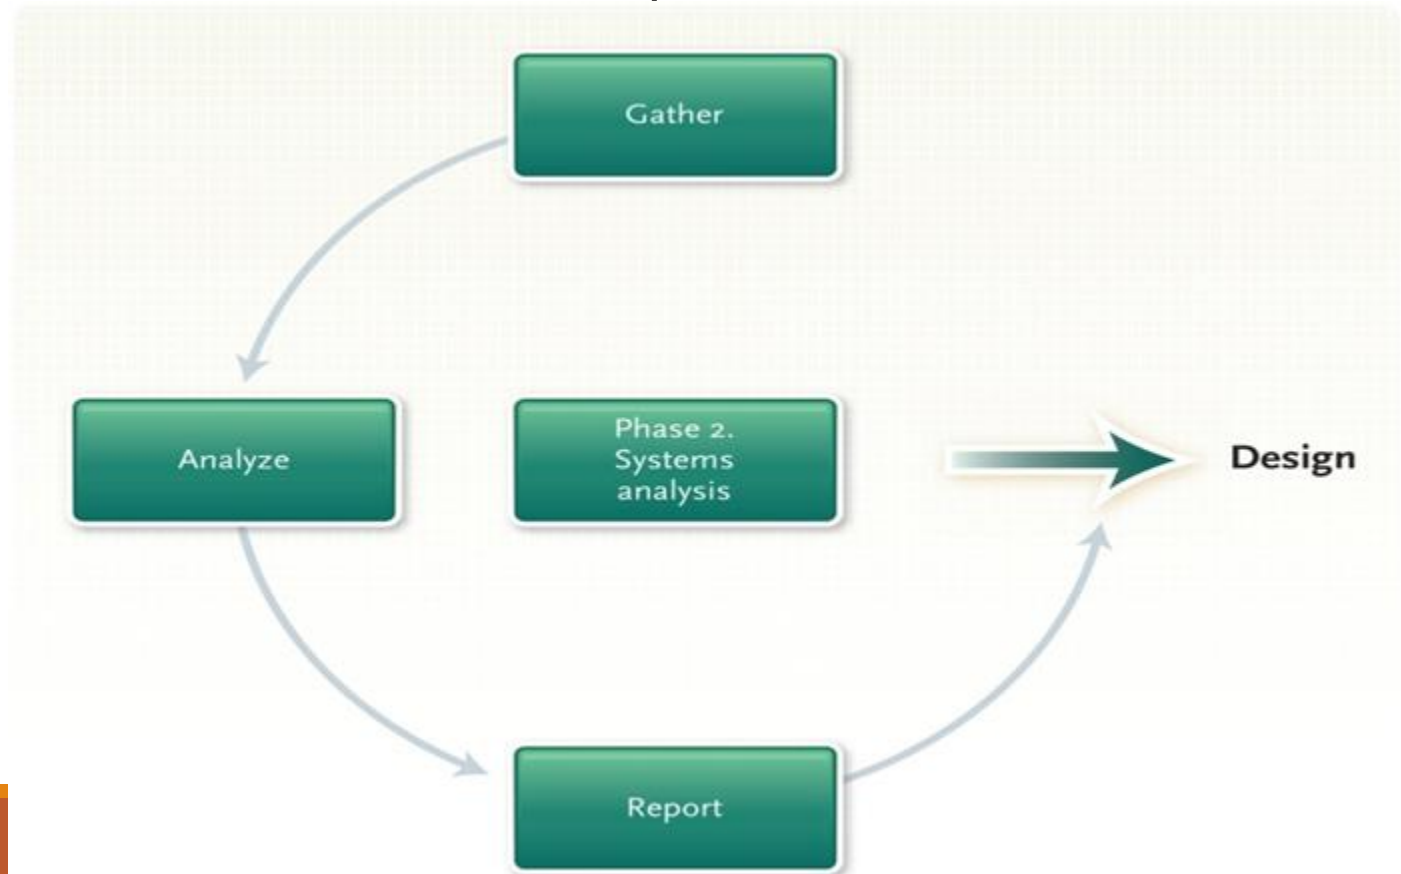 Gather
Analyze
Phase 2.
Systems
analysis
Design
Report